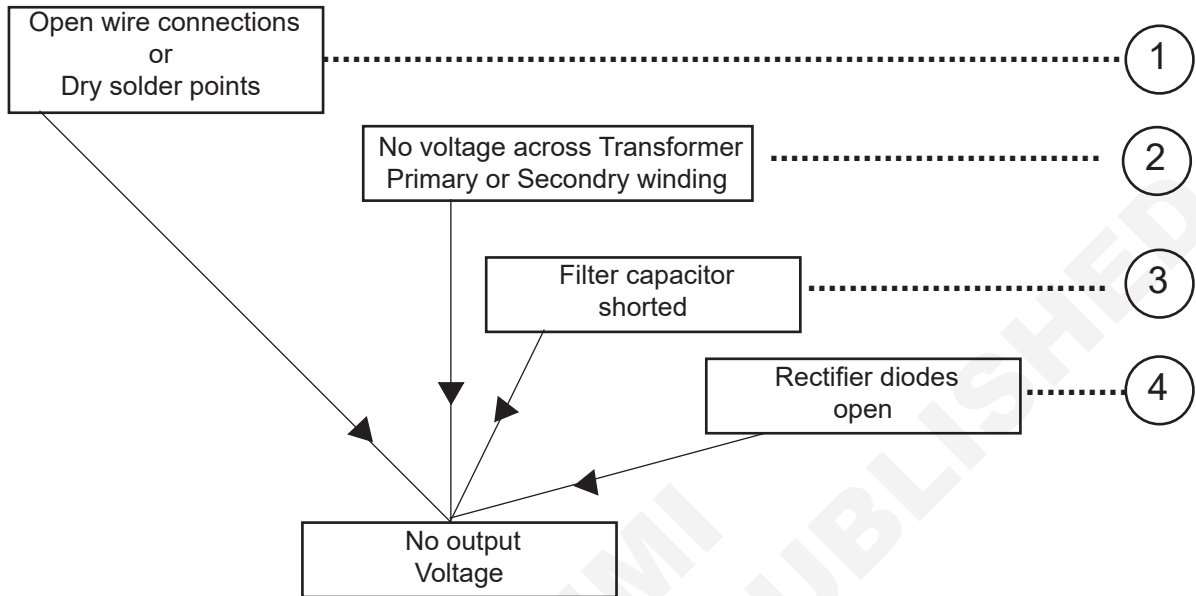 Open wire connections
or
Dry solder points
1
No voltage across Transformer
Primary or Secondry winding
2
Filter capacitor
shorted
3
Rectifier diodes
open
4
No output
Voltage